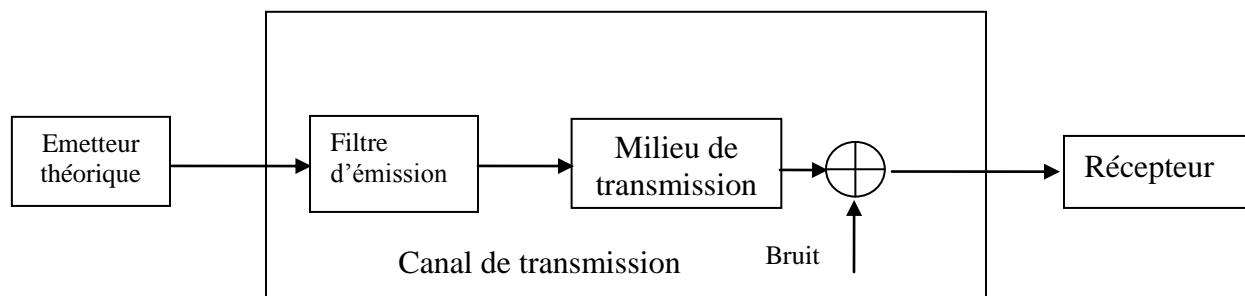 Emetteur
théorique
Filtre
d'émission
Milieu de
transmission
Récepteur
Canal de transmission
Bruit